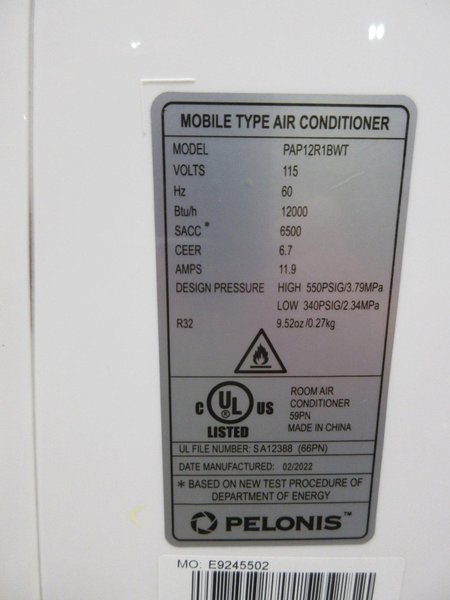 MOBILE TYPE AIR CONDITIONER
MODEL PAP12R1BWT
VOLTS 115
Hz 60
Btu/h 12000
SACC * 6500
CEER 6.7
AMPS 11.9
DESIGN PRESSURE HIGH 550PSIG/3.79MPa
LOW 340PSIG/2.34MPa
R32 9.52oz/0.27kg
C UL US
LISTED
ROOM AIR
CONDITIONER
59PN
MADE IN CHINA
UL FILE NUMBER: SA12388 (66PN)
DATE MANUFACTURED: 02/2022
* BASED ON NEW TEST PROCEDURE OF
DEPARTMENT OF ENERGY
PELONIS™
MO: E9245502